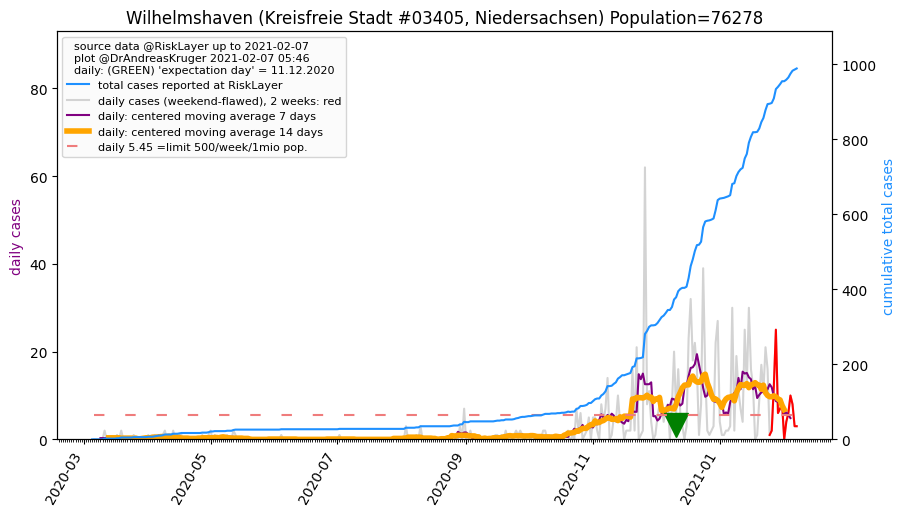 Wilhelmshaven (Kreisfreie Stadt #03405, Niedersachsen) Population=76278
source data @RiskLayer up to 2021-02-07
plot @DrAndreasKruger 2021-02-07 05:46
daily: (GREEN) 'expectation day' = 11.12.2020
total cases reported at RiskLayer
daily cases (weekend-flawed), 2 weeks: red
daily: centered moving average 7 days
daily: centered moving average 14 days
daily 5.45 =limit 500/week/1mio pop.
daily cases
80
60
40
20
0
cumulative total cases
1000
800
600
400
200
0
2020-03
2020-05
2020-07
2020-09
2020-11
2021-01